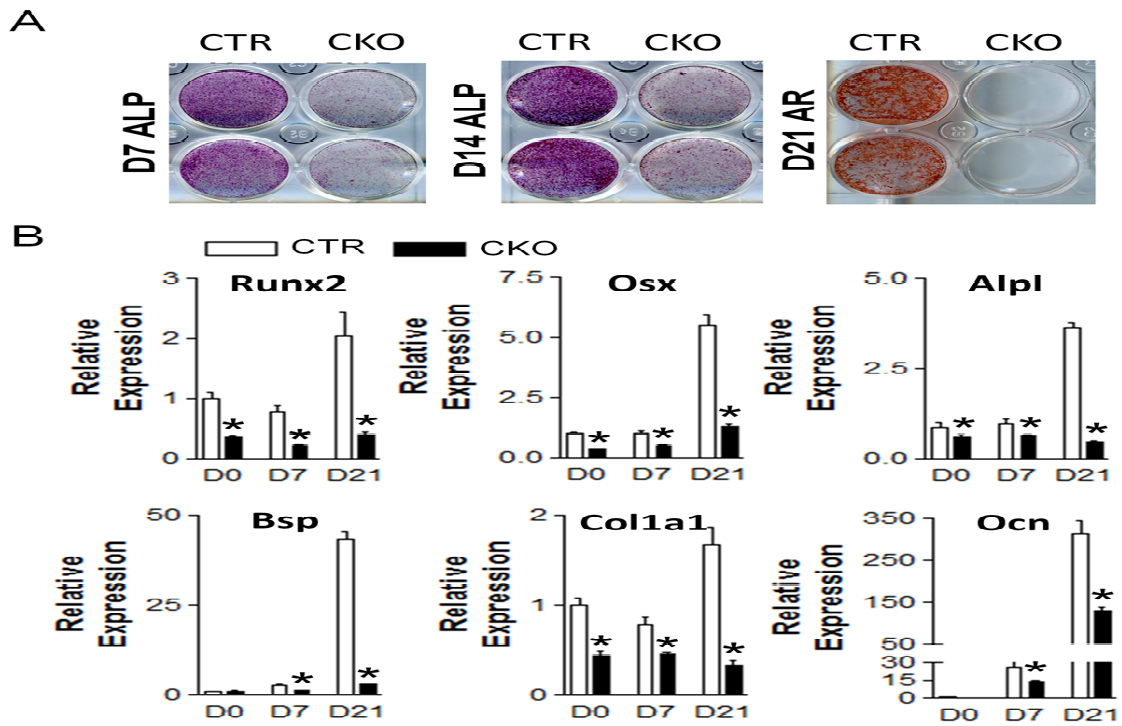 A
CTR CKO CTR CKO CTR CKO
D7 ALP
D14 ALP
D21 AR
B
CTR CKO
Runx2
Relative Expression
3
2
1
0
D0 D7 D21
* * *
Osx
Relative Expression
7.5
5.0
2.5
0.0
D0 D7 D21
* * *
Alpl
Relative Expression
5.0
2.5
0.0
D0 D7 D21
* * *
Bsp
Relative Expression
50
25
0
D0 D7 D21
* *
Col1a1
Relative Expression
2
1
0
D0 D7 D21
* * *
Ocn
Relative Expression
350
250
150
50
30
15
0
D0 D7 D21
* *